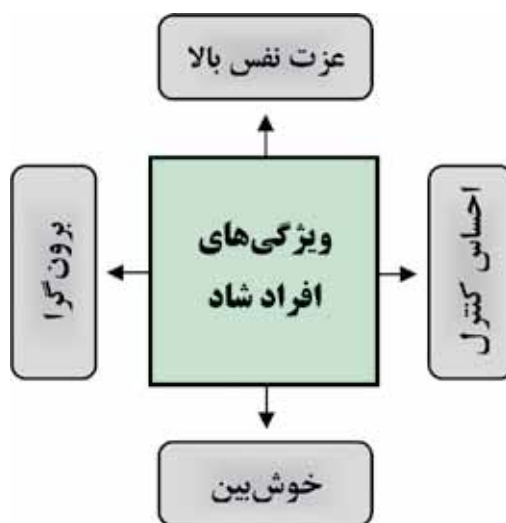 عزت نفس بالا
ویژگی‌های
افراد شاد
احساس کنترل
برون‌گرا
خوش‌بین